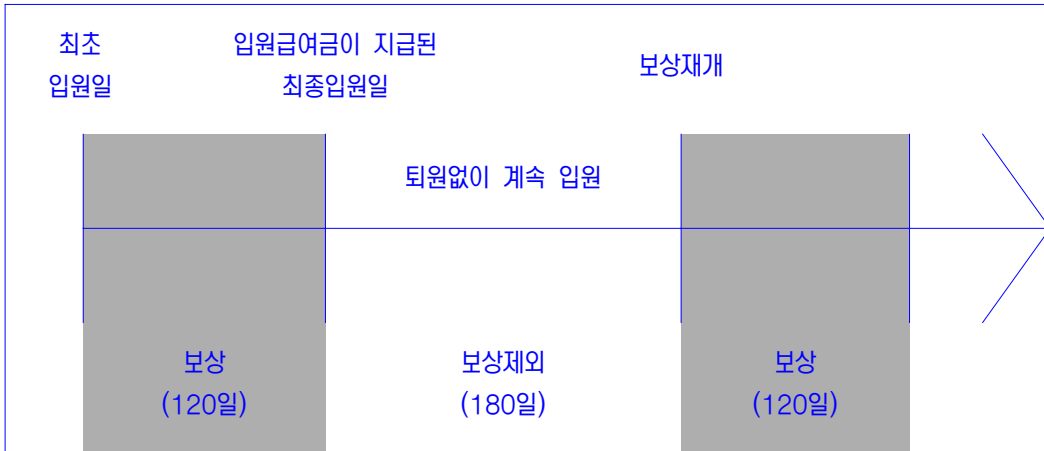 최초
입원일
입원급여금이 지급된
최종입원일
보상재개
퇴원없이 계속 입원
보상
(120일)
보상제외
(180일)
보상
(120일)